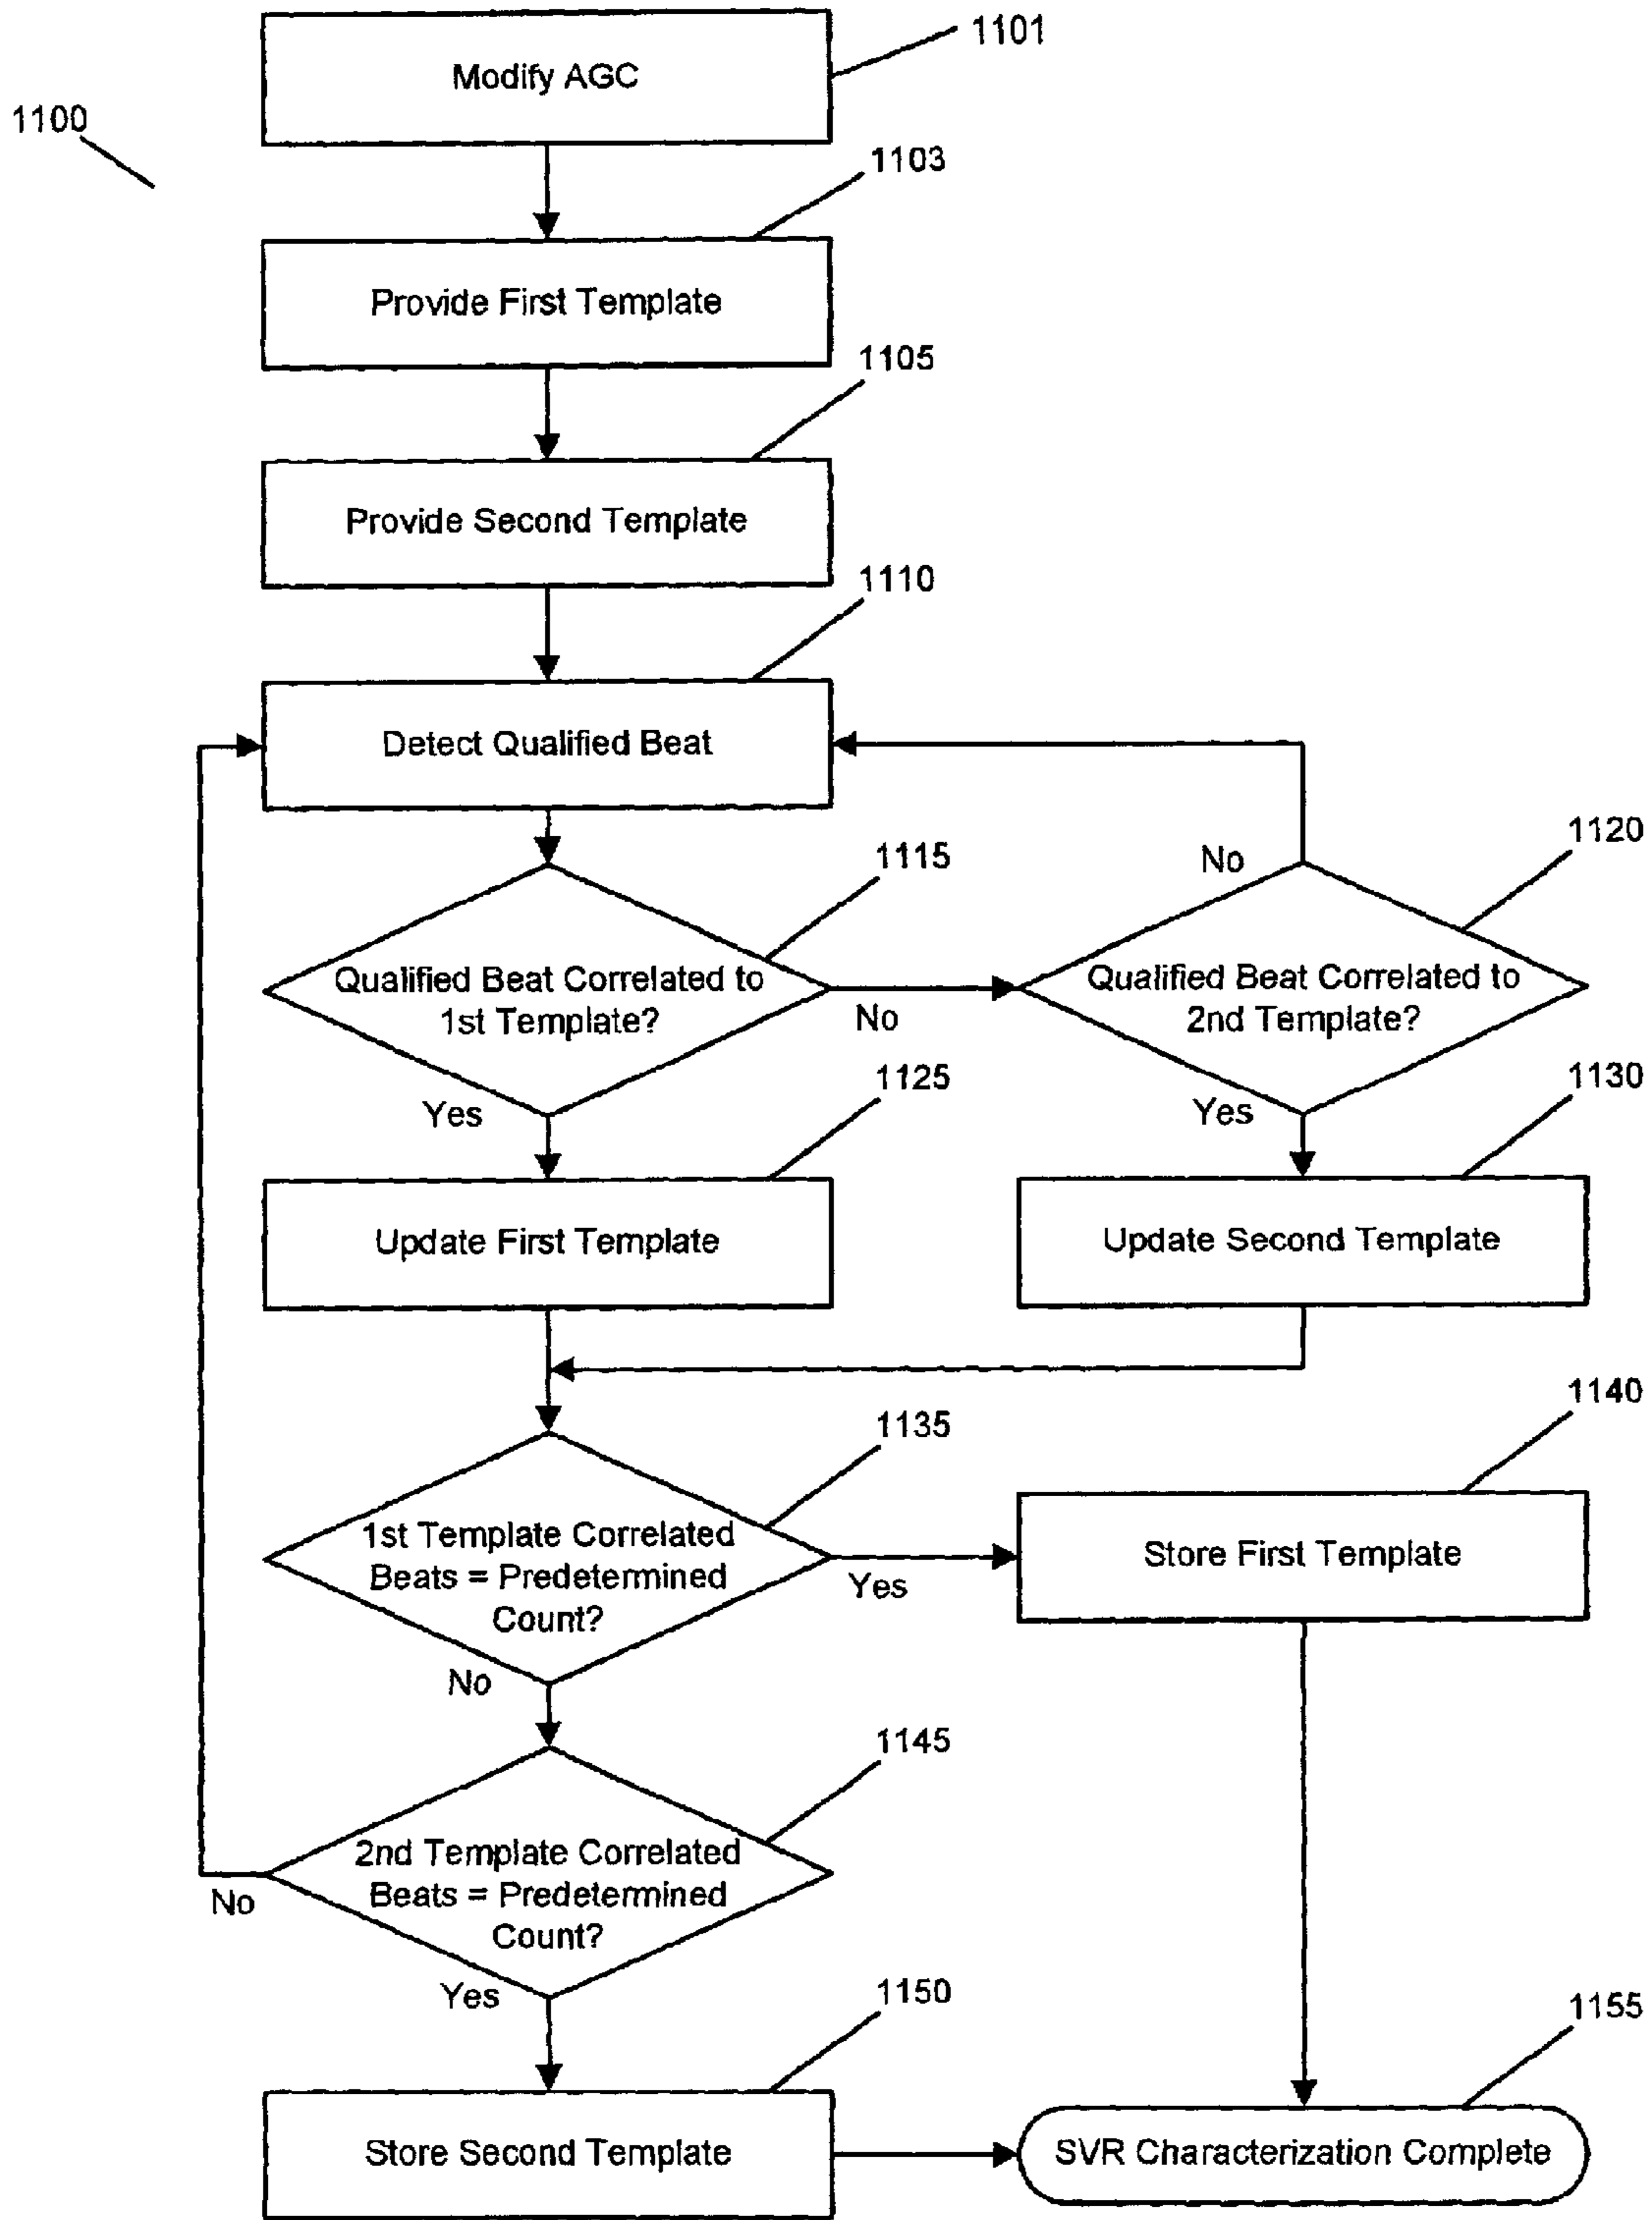 1101
Modify AGC
1100
1103
Provide First Template
1105
Provide Second Template
1110
Detect Qualified Beat
1115
1120
No
Qualified Beat Correlated to
1st Template?
No
Qualified Beat Correlated to
2nd Template?
Yes
1125
Yes
1130
Update First Template
Update Second Template
1135
1140
1st Template Correlated
Beats = Predetermined
Count?
Yes
Store First Template
No
1145
2nd Template Correlated
Beats = Predetermined
Count?
No
Yes
1150
1155
Store Second Template
SVR Characterization Complete